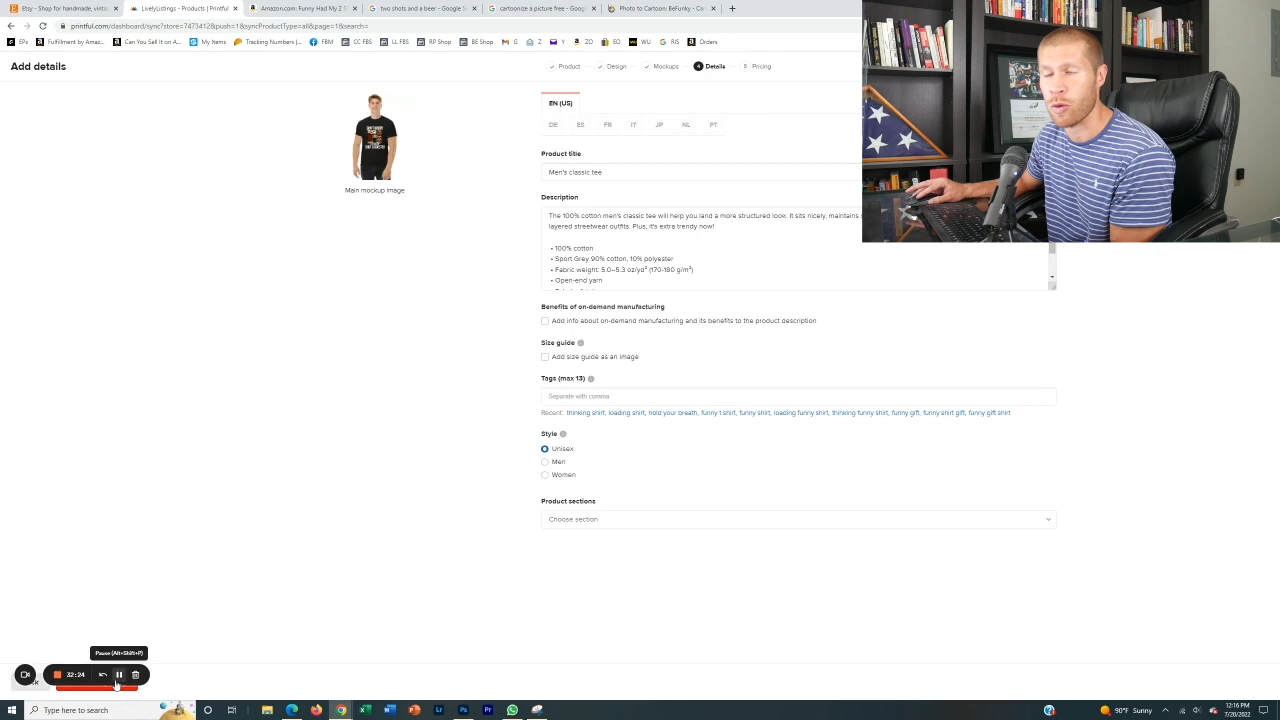 Etsy - Shop for handmade, vintag
LivelyListings - Products | Printful
Amazon.com: Funny Had My 2 S
two shots and a beer - Google S
cartoonize a picture free - Goog
Photo to Cartoon: BeFunky - Car
printful.com/dashboard/sync?store=7473412&push=1&syncProductType=all&page=1&search=
EPx
Fulfillment by Amaz...
Can You Sell It on A...
My Items
Tracking Numbers (...
FBM
CC FBS
LL FBS
RP Shop
BE Shop
G
Z
Y
ZO
EO
WU
RIS
Orders
Add details
Product
Design
Mockups
4 Details
5 Pricing
EN (US)
DE ES FR IT JP NL PT
Main mockup image
Product title
Men's classic tee
Description
The 100% cotton men's classic tee will help you land a more structured look. It sits nicely, maintains
layered streetwear outfits. Plus, it's extra trendy now!
• 100% cotton
• Sport Grey 90% cotton, 10% polyester
• Fabric weight: 5.0–5.3 oz/yd² (170-180 g/m²)
• Open-end yarn
Benefits of on-demand manufacturing
Add info about on-demand manufacturing and its benefits to the product description
Size guide
Add size guide as an image
Tags (max 13)
Separate with comma
Recent: thinking shirt, loading shirt, hold your breath, funny t shirt, funny shirt, loading funny shirt, thinking funny shirt, funny gift, funny shirt gift, funny gift shirt
Style
Unisex
Men
Women
Product sections
Choose section
Pause (Alt+Shift+P)
32:24
Type here to search
90°F Sunny
12:16 PM
7/20/2022